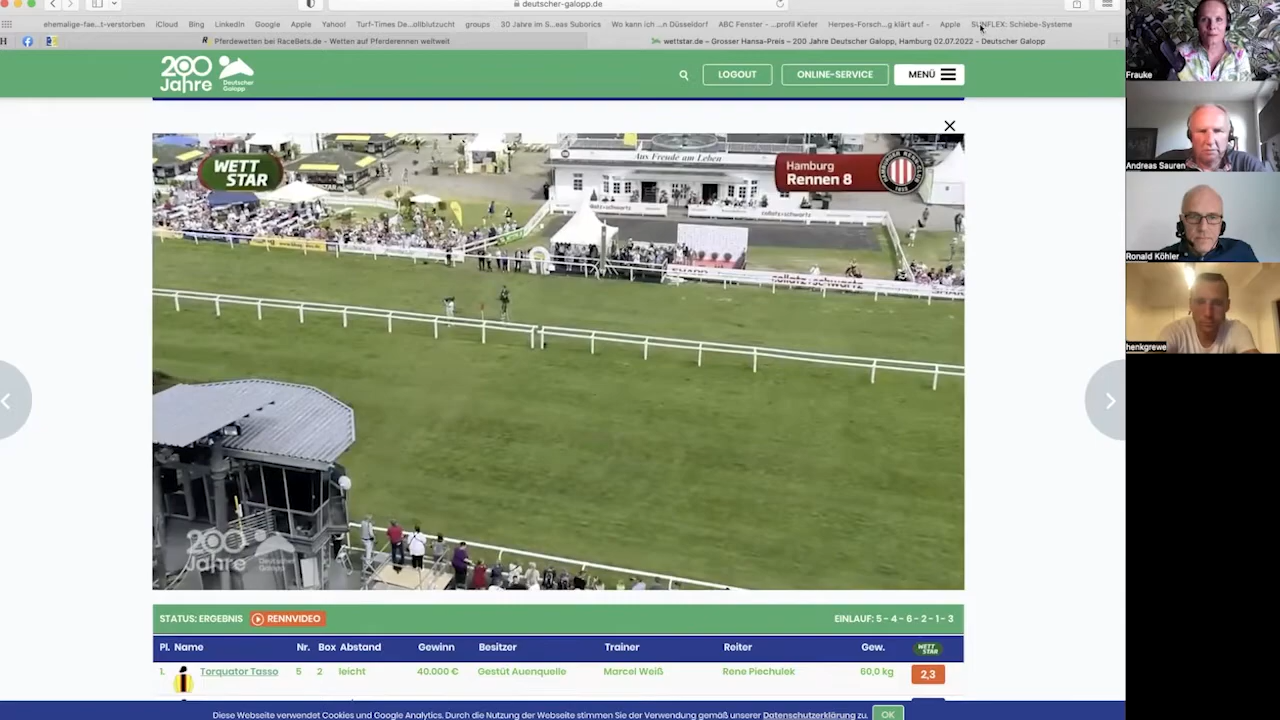 deutscher-galopp.de
ehemalige-fae...t-verstorben iCloud Bing LinkedIn Google Apple Yahoo! Turf-Times De...ollblutzucht groups 30 Jahre im S...eas Suborics Wo kann ich ...n Düsseldorf ABC Fenster - ...profil Kiefer Herpes-Forsch...g klärt auf - Apple SUNFLEX: Schiebe-Systeme
Pferdewetten bei RaceBets.de - Wetten auf Pferderennen weltweit
wettstar.de – Grosser Hansa-Preis – 200 Jahre Deutscher Galopp, Hamburg 02.07.2022 - Deutscher Galopp
200
Jahre
Deutscher
Galopp
LOGOUT
ONLINE-SERVICE
MENÜ
WETT
STAR
Aus Freude am Leben
Hamburg
Rennen 8
200
Jahre
Deutscher
Galopp
STATUS: ERGEBNIS RENNVIDEO EINLAUF: 5 - 4 - 6 - 2 - 1 - 3
Pl. Name Nr. Box Abstand Gewinn Besitzer Trainer Reiter Gew. WETT STAR
1. Torquator Tasso 5 2 leicht 40.000 € Gestüt Auenquelle Marcel Weiß Rene Piechulek 60,0 kg 2,3
Diese Webseite verwendet Cookies und Google Analytics. Durch die Nutzung der Webseite stimmen Sie der Verwendung gemäß unserer Datenschutzerklärung zu. OK
Frauke
Andreas Sauren
Ronald Köhler
henkgrewe